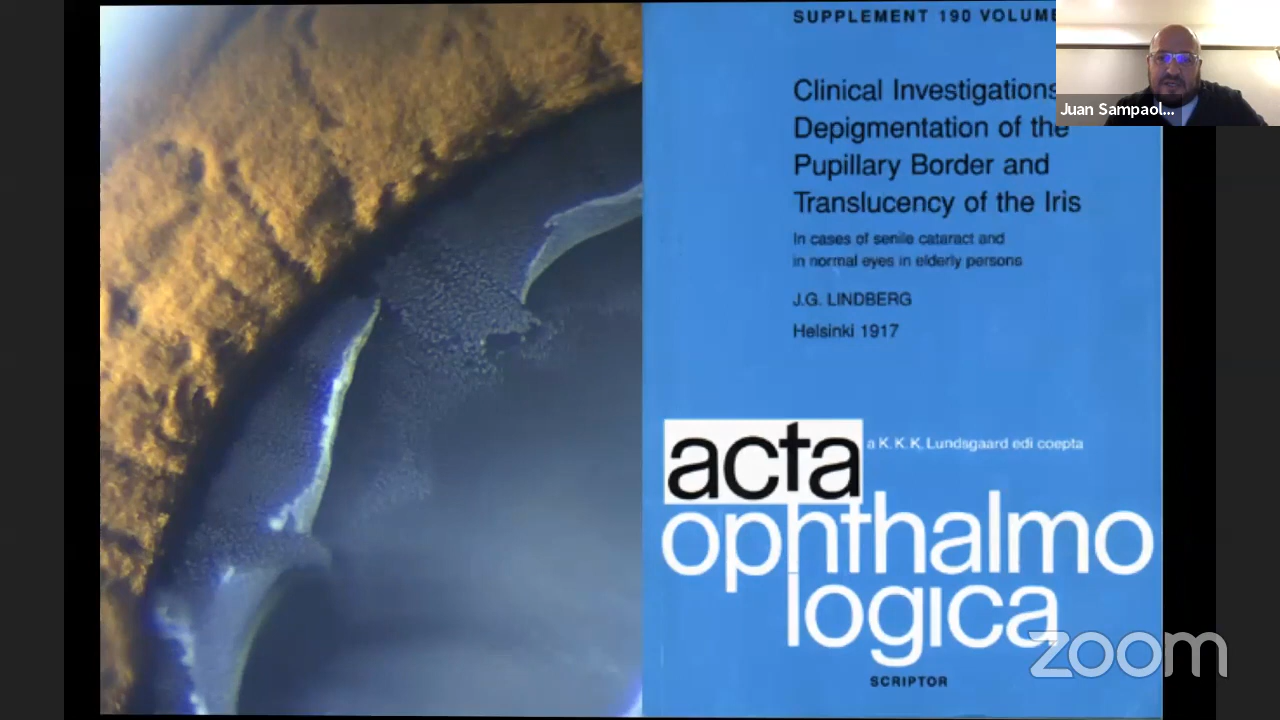 SUPPLEMENT 190 VOLUME
Clinical Investigations
Depigmentation of the
Pupillary Border and
Translucency of the Iris
In cases of senile cataract and
in normal eyes in elderly persons
J.G. LINDBERG
Helsinki 1917
acta
a K. K. K. Lundsgaard edi coepta
ophthalmo
logica
SCRIPTOR
Juan Sampaol...
zoom